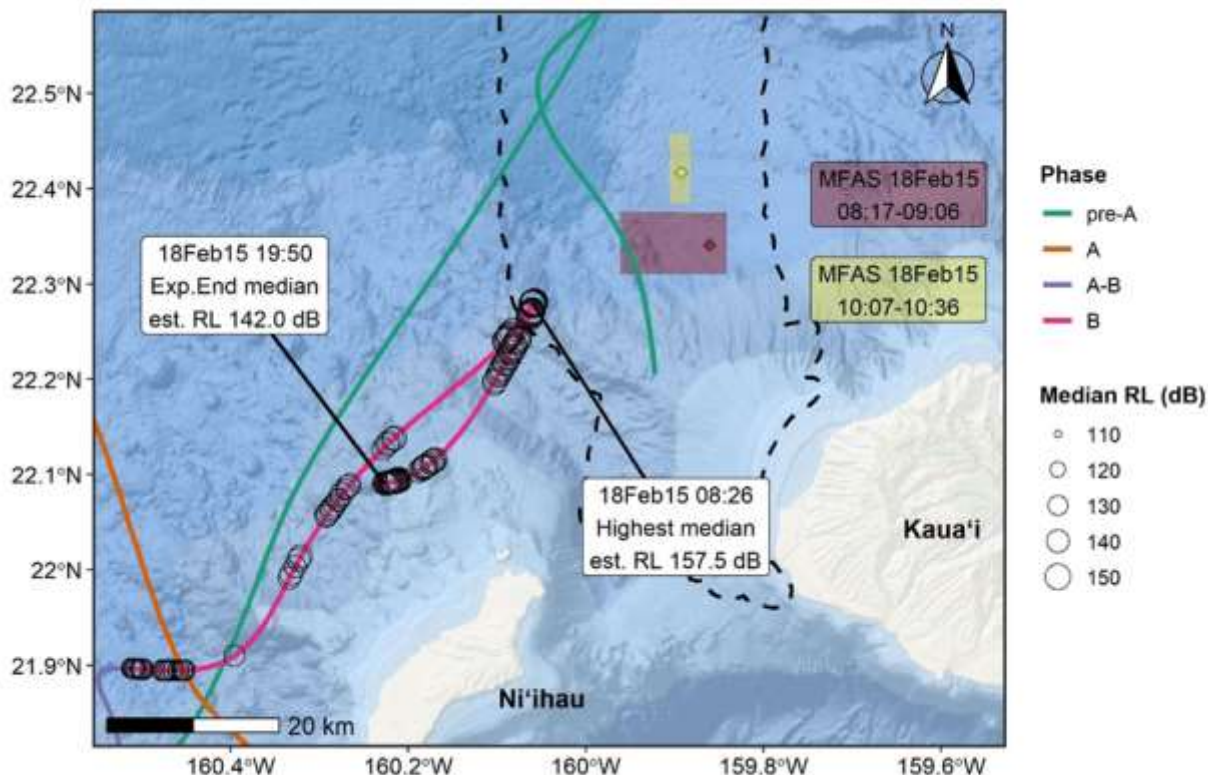 N
22.5°N
22.4°N
22.3°N
22.2°N
22.1°N
22°N
21.9°N
MFAS 18Feb15
08:17-09:06
MFAS 18Feb15
10:07-10:36
18Feb15 19:50
Exp.End median
est. RL 142.0 dB
18Feb15 08:26
Highest median
est. RL 157.5 dB
Kauaʻi
Niʻihau
20 km
160.4°W
160.2°W
160°W
159.8°W
159.6°W
Phase
pre-A
A
A-B
B
Median RL (dB)
110
120
130
140
150